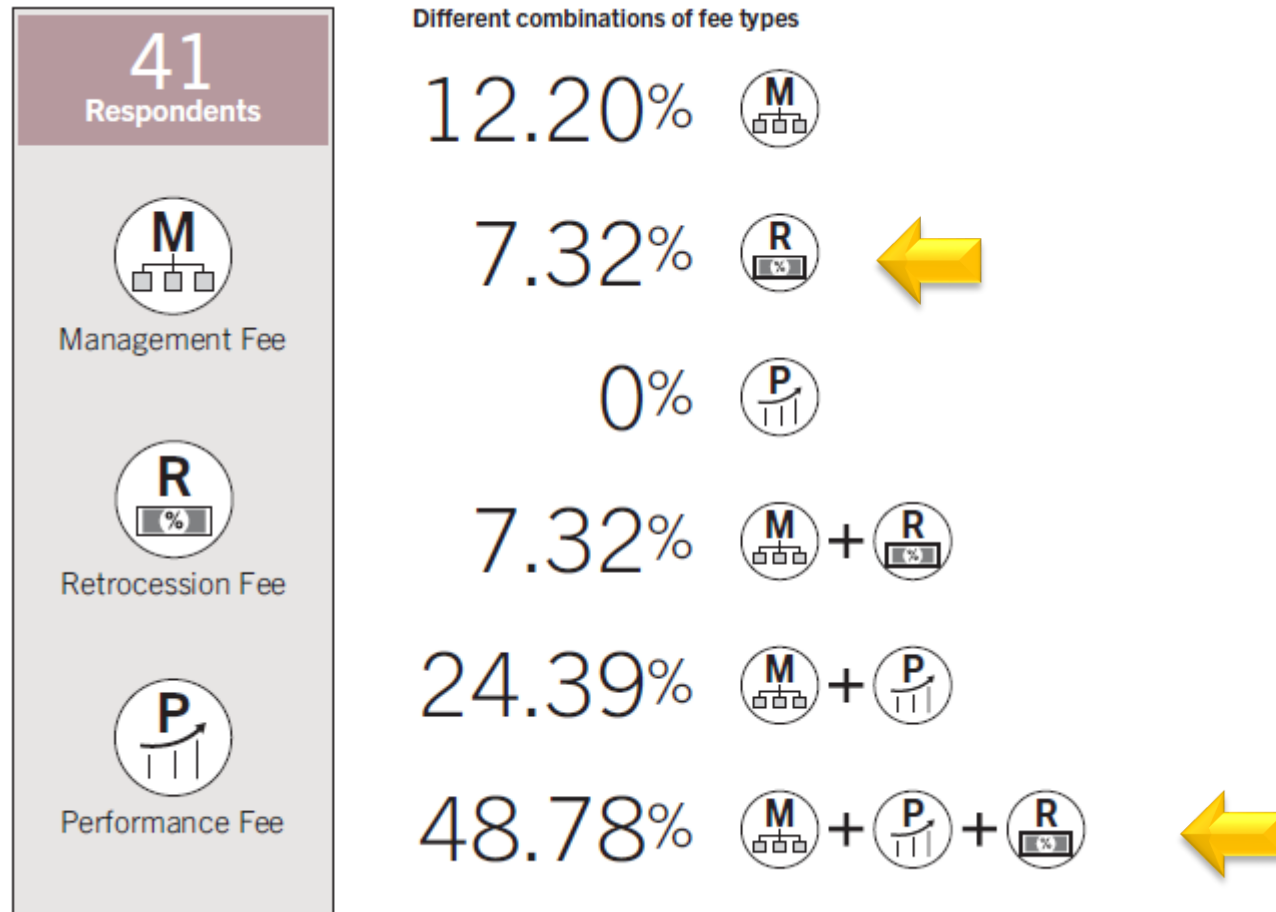 41
Respondents
M
Management Fee
R
%
Retrocession Fee
P
Performance Fee
Different combinations of fee types
12.20% M
7.32% R %
0% P
7.32% M + R %
24.39% M + P
48.78% M + P + R %